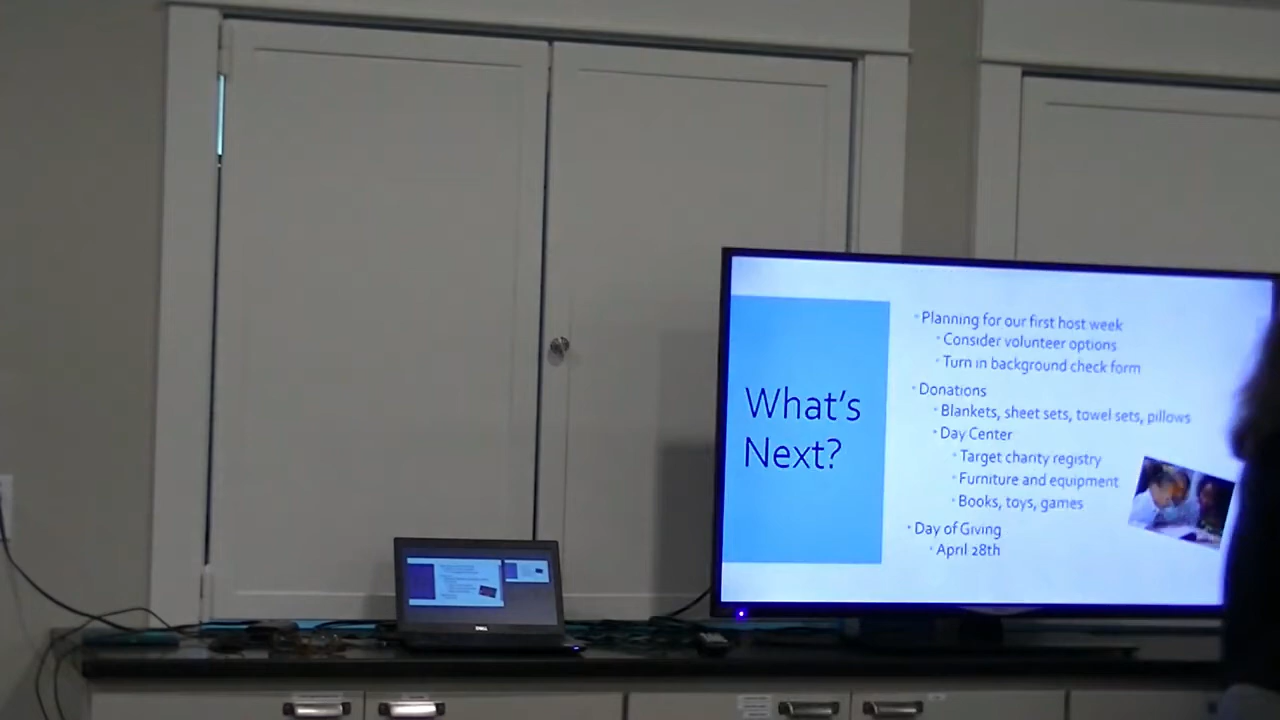 What's
Next?
Planning for our first host week
Consider volunteer options
Turn in background check form
Donations
Blankets, sheet sets, towel sets, pillows
Day Center
Target charity registry
Furniture and equipment
Books, toys, games
Day of Giving
April 28th
DELL